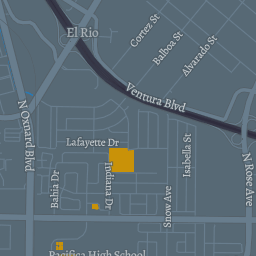 El Rio
Cortez St
Balboa St
Alvarado St
Ventura Blvd
N Oxnard Blvd
Lafayette Dr
Isabella St
N Rose Ave
Bahia Dr
Indiana Dr
Snow Ave
Pacifica High School